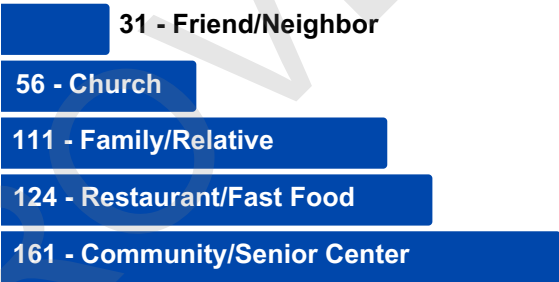 31 - Friend/Neighbor
56 - Church
111 - Family/Relative
124 - Restaurant/Fast Food
161 - Community/Senior Center